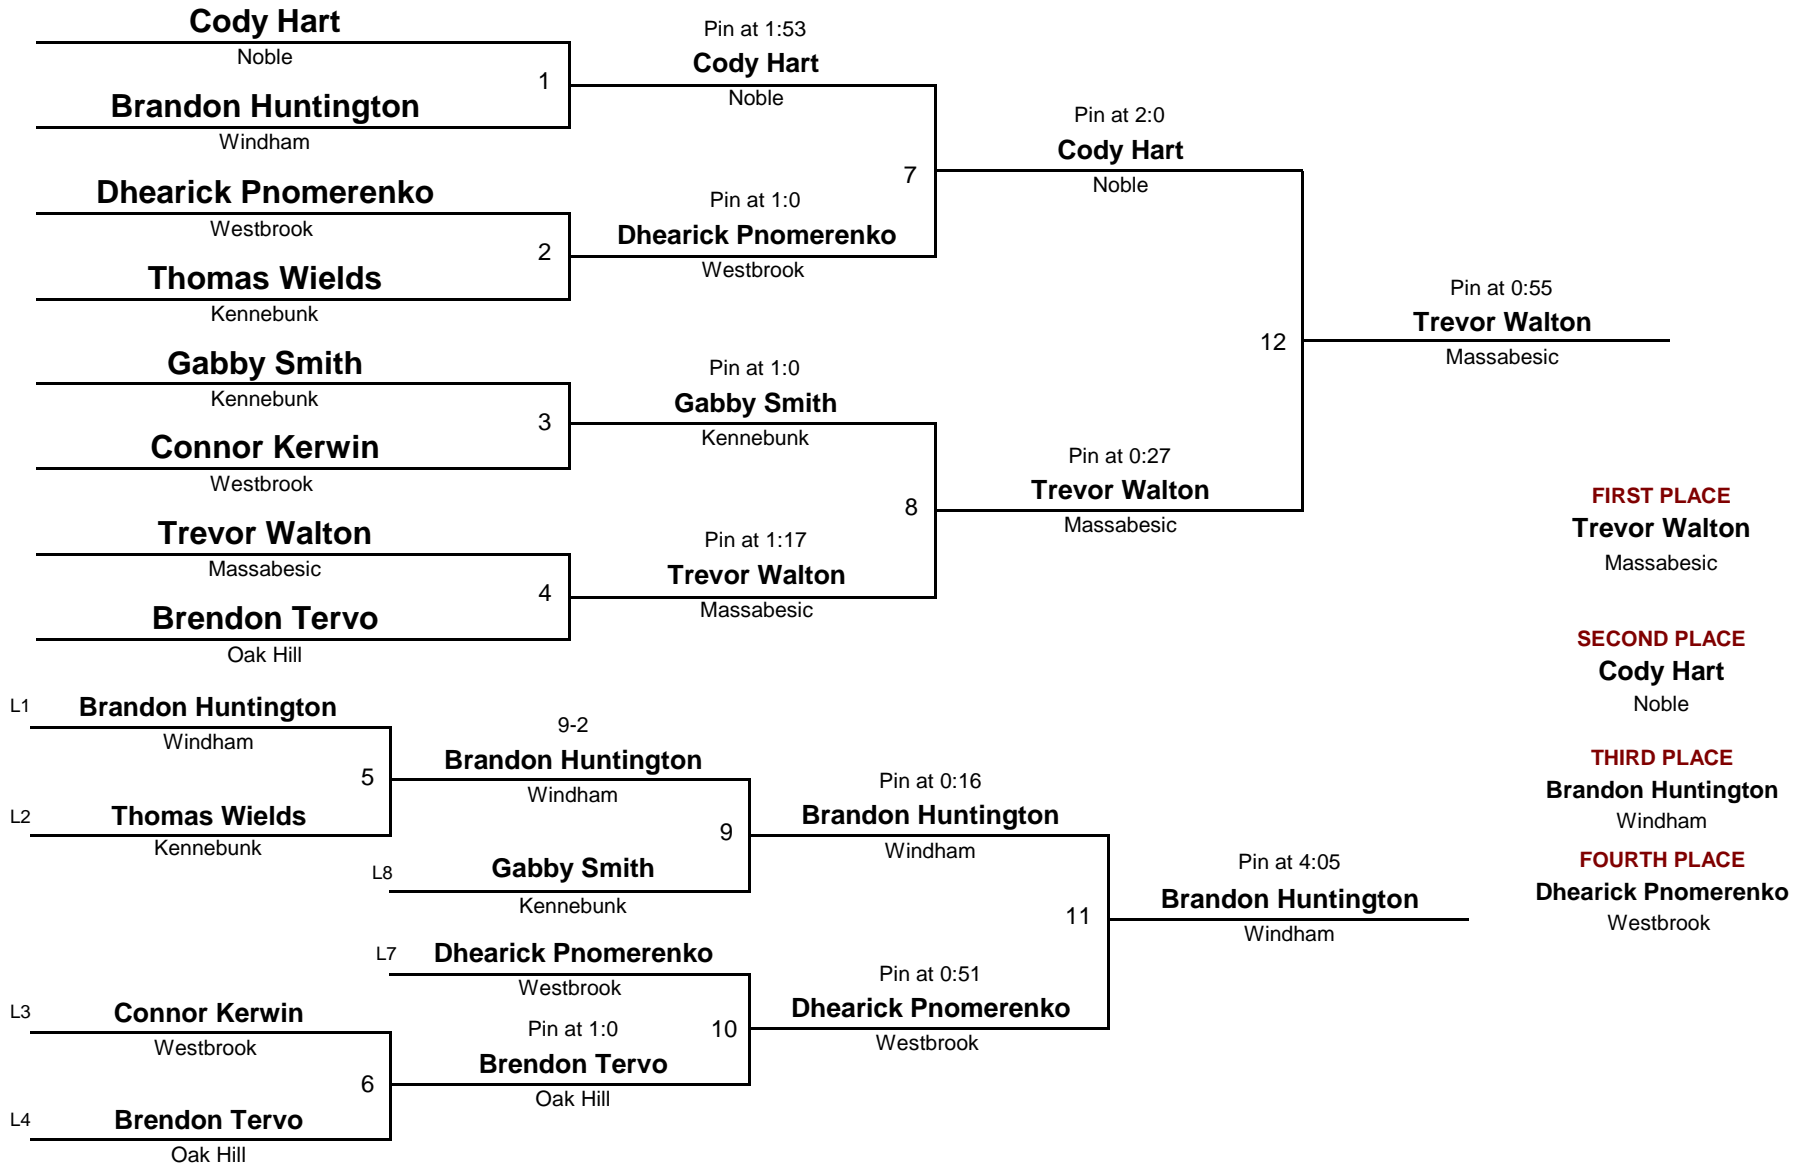 Cody Hart
Noble
1
Brandon Huntington
Windham
Dhearick Pnomerenko
Westbrook
2
Thomas Wields
Kennebunk
Gabby Smith
Kennebunk
3
Connor Kerwin
Westbrook
Trevor Walton
Massabesic
4
Brendon Tervo
Oak Hill
Pin at 1:53
Cody Hart
Noble
7
Pin at 1:0
Dhearick Pnomerenko
Westbrook
Pin at 1:0
Gabby Smith
Kennebunk
8
Pin at 1:17
Trevor Walton
Massabesic
Pin at 2:0
Cody Hart
Noble
12
Pin at 0:27
Trevor Walton
Massabesic
Pin at 0:55
Trevor Walton
Massabesic
L1 Brandon Huntington
Windham
5
L2 Thomas Wields
Kennebunk
9-2
Brandon Huntington
Windham
9
L8 Gabby Smith
Kennebunk
L7 Dhearick Pnomerenko
Westbrook
10
Pin at 1:0
Brendon Tervo
Oak Hill
L3 Connor Kerwin
Westbrook
6
L4 Brendon Tervo
Oak Hill
Pin at 0:16
Brandon Huntington
Windham
11
Pin at 0:51
Dhearick Pnomerenko
Westbrook
Pin at 4:05
Brandon Huntington
Windham
FIRST PLACE
Trevor Walton
Massabesic
SECOND PLACE
Cody Hart
Noble
THIRD PLACE
Brandon Huntington
Windham
FOURTH PLACE
Dhearick Pnomerenko
Westbrook